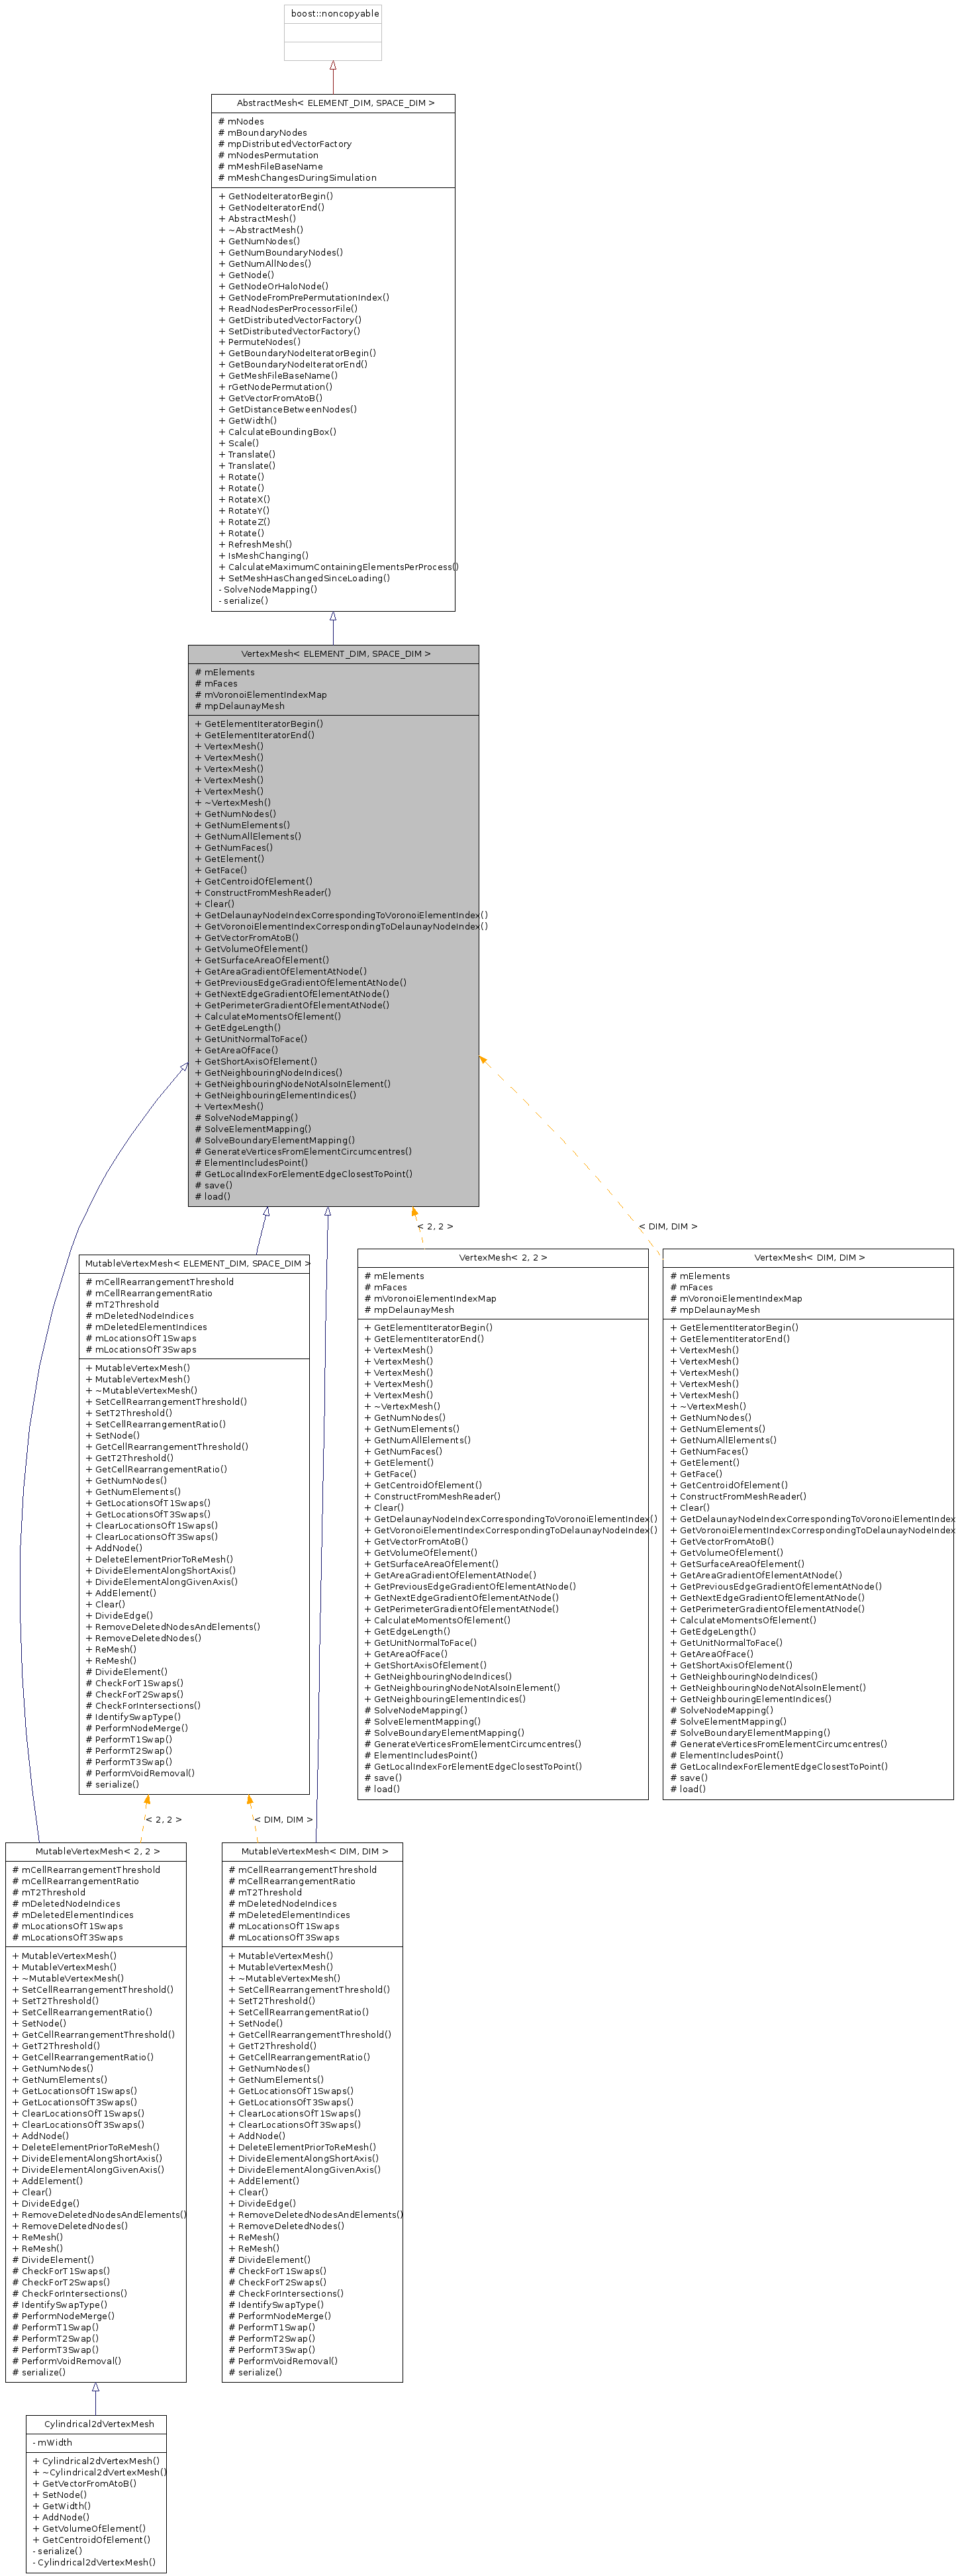 boost::noncopyable
AbstractMesh< ELEMENT_DIM, SPACE_DIM >
# mNodes
# mBoundaryNodes
# mpDistributedVectorFactory
# mNodesPermutation
# mMeshFileBaseName
# mMeshChangesDuringSimulation
+ GetNodeIteratorBegin()
+ GetNodeIteratorEnd()
+ AbstractMesh()
+ ~AbstractMesh()
+ GetNumNodes()
+ GetNumBoundaryNodes()
+ GetNumAllNodes()
+ GetNode()
+ GetNodeOrHaloNode()
+ GetNodeFromPrePermutationIndex()
+ ReadNodesPerProcessorFile()
+ GetDistributedVectorFactory()
+ SetDistributedVectorFactory()
+ PermuteNodes()
+ GetBoundaryNodeIteratorBegin()
+ GetBoundaryNodeIteratorEnd()
+ GetMeshFileBaseName()
+ rGetNodePermutation()
+ GetVectorFromAtoB()
+ GetDistanceBetweenNodes()
+ GetWidth()
+ CalculateBoundingBox()
+ Scale()
+ Translate()
+ Translate()
+ Rotate()
+ Rotate()
+ RotateX()
+ RotateY()
+ RotateZ()
+ Rotate()
+ RefreshMesh()
+ IsMeshChanging()
+ CalculateMaximumContainingElementsPerProcess()
+ SetMeshHasChangedSinceLoading()
- SolveNodeMapping()
- serialize()
VertexMesh< ELEMENT_DIM, SPACE_DIM >
# mElements
# mFaces
# mVoronoiElementIndexMap
# mpDelaunayMesh
+ GetElementIteratorBegin()
+ GetElementIteratorEnd()
+ VertexMesh()
+ VertexMesh()
+ VertexMesh()
+ VertexMesh()
+ VertexMesh()
+ ~VertexMesh()
+ GetNumNodes()
+ GetNumElements()
+ GetNumAllElements()
+ GetNumFaces()
+ GetElement()
+ GetFace()
+ GetCentroidOfElement()
+ ConstructFromMeshReader()
+ Clear()
+ GetDelaunayNodeIndexCorrespondingToVoronoiElementIndex()
+ GetVoronoiElementIndexCorrespondingToDelaunayNodeIndex()
+ GetVectorFromAtoB()
+ GetVolumeOfElement()
+ GetSurfaceAreaOfElement()
+ GetAreaGradientOfElementAtNode()
+ GetPreviousEdgeGradientOfElementAtNode()
+ GetNextEdgeGradientOfElementAtNode()
+ GetPerimeterGradientOfElementAtNode()
+ CalculateMomentsOfElement()
+ GetEdgeLength()
+ GetUnitNormalToFace()
+ GetAreaOfFace()
+ GetShortAxisOfElement()
+ GetNeighbouringNodeIndices()
+ GetNeighbouringNodeNotAlsoInElement()
+ GetNeighbouringElementIndices()
+ VertexMesh()
# SolveNodeMapping()
# SolveElementMapping()
# SolveBoundaryElementMapping()
# GenerateVerticesFromElementCircumcentres()
# ElementIncludesPoint()
# GetLocalIndexForElementEdgeClosestToPoint()
# save()
# load()
< 2, 2 >
< DIM, DIM >
MutableVertexMesh< ELEMENT_DIM, SPACE_DIM >
# mCellRearrangementThreshold
# mCellRearrangementRatio
# mT2Threshold
# mDeletedNodeIndices
# mDeletedElementIndices
# mLocationsOfT1Swaps
# mLocationsOfT3Swaps
+ MutableVertexMesh()
+ MutableVertexMesh()
+ ~MutableVertexMesh()
+ SetCellRearrangementThreshold()
+ SetT2Threshold()
+ SetCellRearrangementRatio()
+ SetNode()
+ GetCellRearrangementThreshold()
+ GetT2Threshold()
+ GetCellRearrangementRatio()
+ GetNumNodes()
+ GetNumElements()
+ GetLocationsOfT1Swaps()
+ GetLocationsOfT3Swaps()
+ ClearLocationsOfT1Swaps()
+ ClearLocationsOfT3Swaps()
+ AddNode()
+ DeleteElementPriorToReMesh()
+ DivideElementAlongShortAxis()
+ DivideElementAlongGivenAxis()
+ AddElement()
+ Clear()
+ DivideEdge()
+ RemoveDeletedNodesAndElements()
+ RemoveDeletedNodes()
+ ReMesh()
+ ReMesh()
# DivideElement()
# CheckForT1Swaps()
# CheckForT2Swaps()
# CheckForIntersections()
# IdentifySwapType()
# PerformNodeMerge()
# PerformT1Swap()
# PerformT2Swap()
# PerformT3Swap()
# PerformVoidRemoval()
# serialize()
VertexMesh< 2, 2 >
# mElements
# mFaces
# mVoronoiElementIndexMap
# mpDelaunayMesh
+ GetElementIteratorBegin()
+ GetElementIteratorEnd()
+ VertexMesh()
+ VertexMesh()
+ VertexMesh()
+ VertexMesh()
+ VertexMesh()
+ ~VertexMesh()
+ GetNumNodes()
+ GetNumElements()
+ GetNumAllElements()
+ GetNumFaces()
+ GetElement()
+ GetFace()
+ GetCentroidOfElement()
+ ConstructFromMeshReader()
+ Clear()
+ GetDelaunayNodeIndexCorrespondingToVoronoiElementIndex()
+ GetVoronoiElementIndexCorrespondingToDelaunayNodeIndex()
+ GetVectorFromAtoB()
+ GetVolumeOfElement()
+ GetSurfaceAreaOfElement()
+ GetAreaGradientOfElementAtNode()
+ GetPreviousEdgeGradientOfElementAtNode()
+ GetNextEdgeGradientOfElementAtNode()
+ GetPerimeterGradientOfElementAtNode()
+ CalculateMomentsOfElement()
+ GetEdgeLength()
+ GetUnitNormalToFace()
+ GetAreaOfFace()
+ GetShortAxisOfElement()
+ GetNeighbouringNodeIndices()
+ GetNeighbouringNodeNotAlsoInElement()
+ GetNeighbouringElementIndices()
# SolveNodeMapping()
# SolveElementMapping()
# SolveBoundaryElementMapping()
# GenerateVerticesFromElementCircumcentres()
# ElementIncludesPoint()
# GetLocalIndexForElementEdgeClosestToPoint()
# save()
# load()
VertexMesh< DIM, DIM >
# mElements
# mFaces
# mVoronoiElementIndexMap
# mpDelaunayMesh
+ GetElementIteratorBegin()
+ GetElementIteratorEnd()
+ VertexMesh()
+ VertexMesh()
+ VertexMesh()
+ VertexMesh()
+ VertexMesh()
+ ~VertexMesh()
+ GetNumNodes()
+ GetNumElements()
+ GetNumAllElements()
+ GetNumFaces()
+ GetElement()
+ GetFace()
+ GetCentroidOfElement()
+ ConstructFromMeshReader()
+ Clear()
+ GetDelaunayNodeIndexCorrespondingToVoronoiElementIndex
+ GetVoronoiElementIndexCorrespondingToDelaunayNodeIndex
+ GetVectorFromAtoB()
+ GetVolumeOfElement()
+ GetSurfaceAreaOfElement()
+ GetAreaGradientOfElementAtNode()
+ GetPreviousEdgeGradientOfElementAtNode()
+ GetNextEdgeGradientOfElementAtNode()
+ GetPerimeterGradientOfElementAtNode()
+ CalculateMomentsOfElement()
+ GetEdgeLength()
+ GetUnitNormalToFace()
+ GetAreaOfFace()
+ GetShortAxisOfElement()
+ GetNeighbouringNodeIndices()
+ GetNeighbouringNodeNotAlsoInElement()
+ GetNeighbouringElementIndices()
# SolveNodeMapping()
# SolveElementMapping()
# SolveBoundaryElementMapping()
# GenerateVerticesFromElementCircumcentres()
# ElementIncludesPoint()
# GetLocalIndexForElementEdgeClosestToPoint()
# save()
# load()
< 2, 2 >
< DIM, DIM >
MutableVertexMesh< 2, 2 >
# mCellRearrangementThreshold
# mCellRearrangementRatio
# mT2Threshold
# mDeletedNodeIndices
# mDeletedElementIndices
# mLocationsOfT1Swaps
# mLocationsOfT3Swaps
+ MutableVertexMesh()
+ MutableVertexMesh()
+ ~MutableVertexMesh()
+ SetCellRearrangementThreshold()
+ SetT2Threshold()
+ SetCellRearrangementRatio()
+ SetNode()
+ GetCellRearrangementThreshold()
+ GetT2Threshold()
+ GetCellRearrangementRatio()
+ GetNumNodes()
+ GetNumElements()
+ GetLocationsOfT1Swaps()
+ GetLocationsOfT3Swaps()
+ ClearLocationsOfT1Swaps()
+ ClearLocationsOfT3Swaps()
+ AddNode()
+ DeleteElementPriorToReMesh()
+ DivideElementAlongShortAxis()
+ DivideElementAlongGivenAxis()
+ AddElement()
+ Clear()
+ DivideEdge()
+ RemoveDeletedNodesAndElements()
+ RemoveDeletedNodes()
+ ReMesh()
+ ReMesh()
# DivideElement()
# CheckForT1Swaps()
# CheckForT2Swaps()
# CheckForIntersections()
# IdentifySwapType()
# PerformNodeMerge()
# PerformT1Swap()
# PerformT2Swap()
# PerformT3Swap()
# PerformVoidRemoval()
# serialize()
MutableVertexMesh< DIM, DIM >
# mCellRearrangementThreshold
# mCellRearrangementRatio
# mT2Threshold
# mDeletedNodeIndices
# mDeletedElementIndices
# mLocationsOfT1Swaps
# mLocationsOfT3Swaps
+ MutableVertexMesh()
+ MutableVertexMesh()
+ ~MutableVertexMesh()
+ SetCellRearrangementThreshold()
+ SetT2Threshold()
+ SetCellRearrangementRatio()
+ SetNode()
+ GetCellRearrangementThreshold()
+ GetT2Threshold()
+ GetCellRearrangementRatio()
+ GetNumNodes()
+ GetNumElements()
+ GetLocationsOfT1Swaps()
+ GetLocationsOfT3Swaps()
+ ClearLocationsOfT1Swaps()
+ ClearLocationsOfT3Swaps()
+ AddNode()
+ DeleteElementPriorToReMesh()
+ DivideElementAlongShortAxis()
+ DivideElementAlongGivenAxis()
+ AddElement()
+ Clear()
+ DivideEdge()
+ RemoveDeletedNodesAndElements()
+ RemoveDeletedNodes()
+ ReMesh()
+ ReMesh()
# DivideElement()
# CheckForT1Swaps()
# CheckForT2Swaps()
# CheckForIntersections()
# IdentifySwapType()
# PerformNodeMerge()
# PerformT1Swap()
# PerformT2Swap()
# PerformT3Swap()
# PerformVoidRemoval()
# serialize()
Cylindrical2dVertexMesh
- mWidth
+ Cylindrical2dVertexMesh()
+ ~Cylindrical2dVertexMesh()
+ GetVectorFromAtoB()
+ SetNode()
+ GetWidth()
+ AddNode()
+ GetVolumeOfElement()
+ GetCentroidOfElement()
- serialize()
- Cylindrical2dVertexMesh()